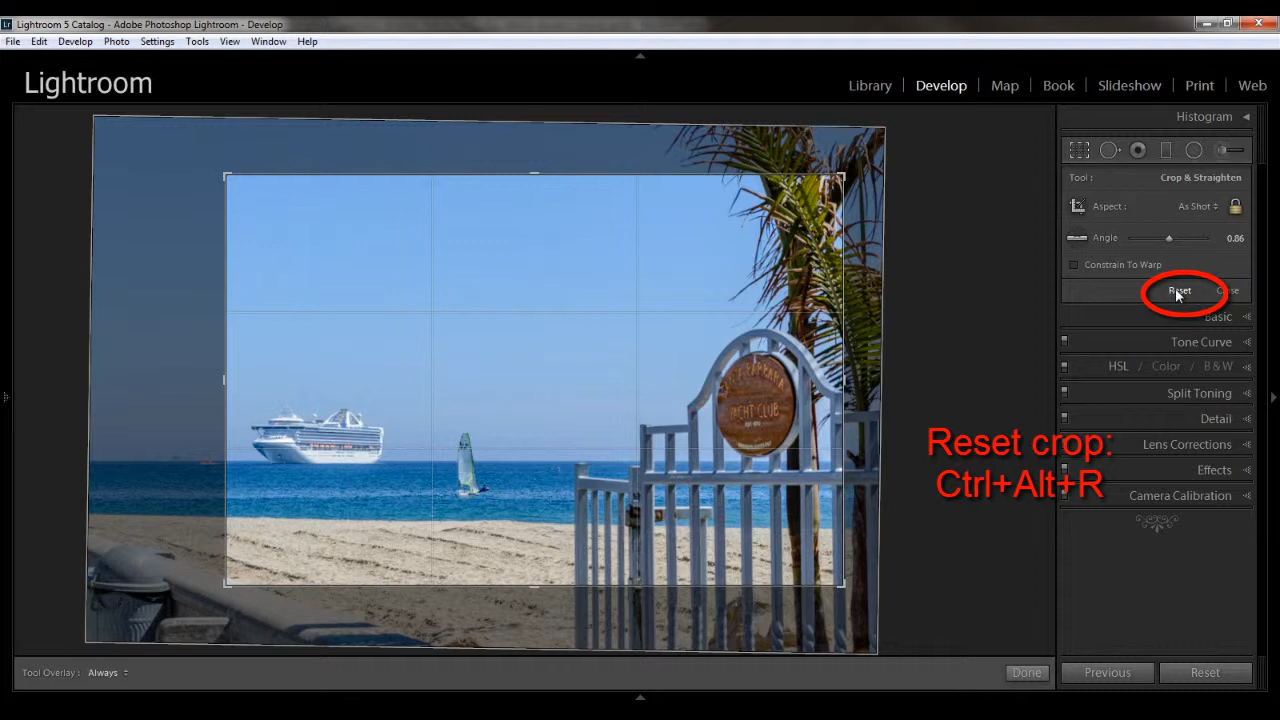 Lightroom 5 Catalog - Adobe Photoshop Lightroom - Develop
File Edit Develop Photo Settings Tools View Window Help
Lightroom
Library Develop Map Book Slideshow Print Web
Histogram
Tool : Crop & Straighten
Aspect : As Shot
Angle 0.86
Constrain To Warp
Reset Close
Basic
Tone Curve
HSL / Color / B & W
Split Toning
Detail
Lens Corrections
Effects
Camera Calibration
Reset crop:
Ctrl+Alt+R
YACHT CLUB
Tool Overlay : Always
Done
Previous Reset